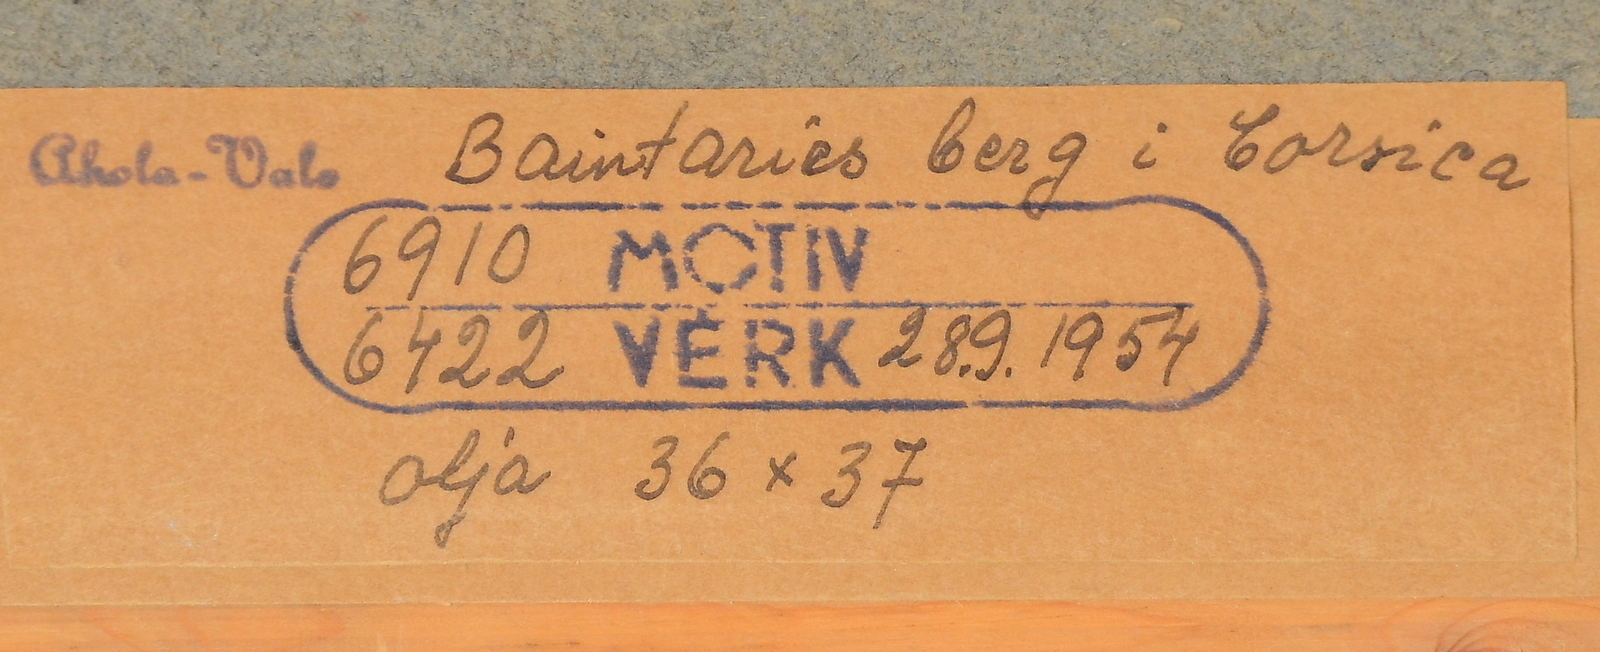 Ahola-Valo Baintaries berg i Corsica
6910 MOTIV
6422 VERK 28.9. 1954
olja 36 x 37